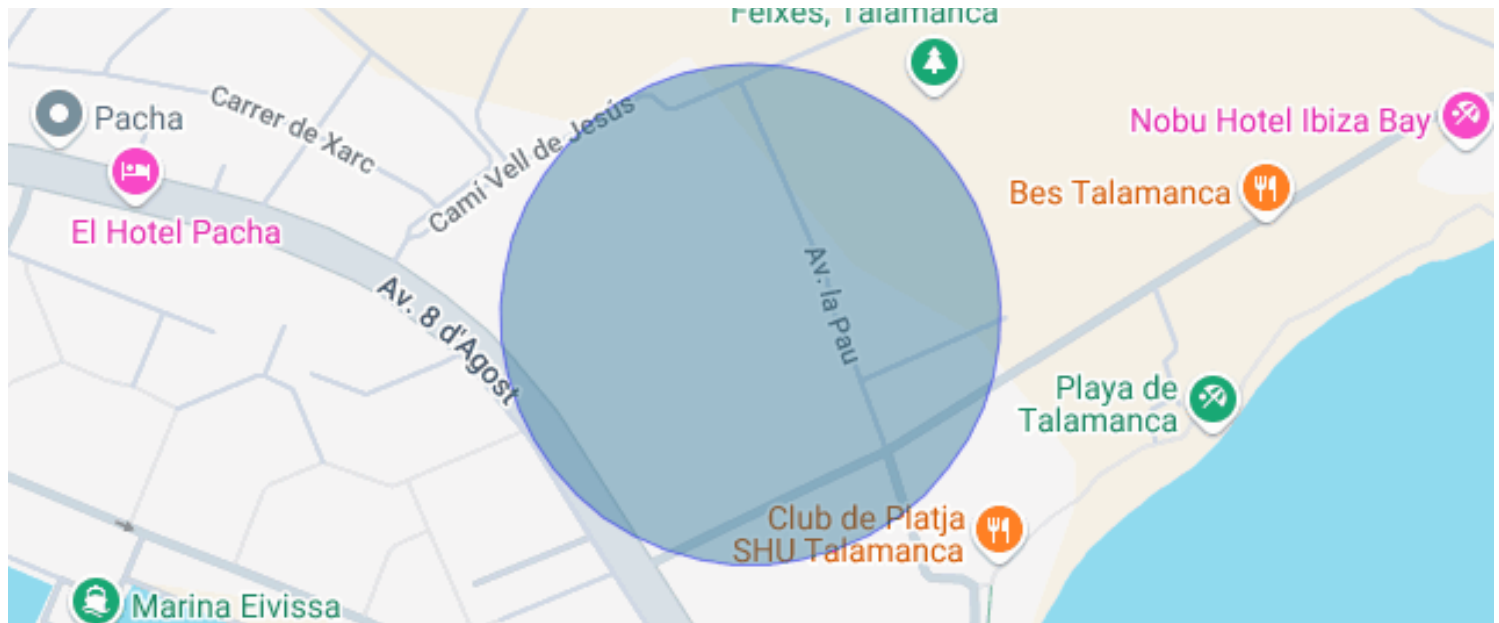 Feixes, Talamanca
Pacha
Carrer de Xarc
Nobu Hotel Ibiza Bay
Camí Vell de Jesús
Bes Talamanca
El Hotel Pacha
Av. 8 d'Agost
Av. la Pau
Playa de
Talamanca
Club de Platja
SHU Talamanca
Marina Eivissa